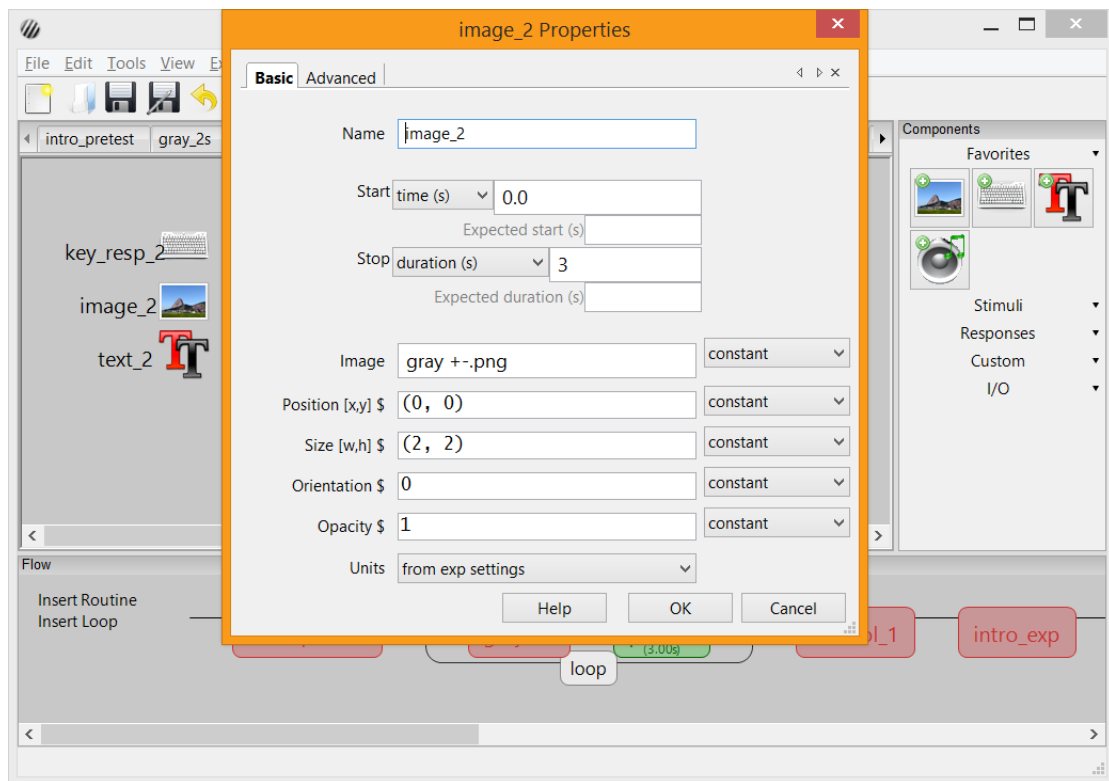 image_2 Properties
File Edit Tools View
Basic Advanced
intro_pretest gray_2s
Name image_2
Start time (s) 0.0
Expected start (s)
Stop duration (s) 3
Expected duration (s)
Image gray +-.png constant
Position [x,y] $ (0, 0) constant
Size [w,h] $ (2, 2) constant
Orientation $ 0 constant
Opacity $ 1 constant
Units from exp settings
Help OK Cancel
key_resp_2
image_2
text_2
Components
Favorites
Stimuli
Responses
Custom
I/O
Flow
Insert Routine
Insert Loop
(3.00s)
loop
intro_exp